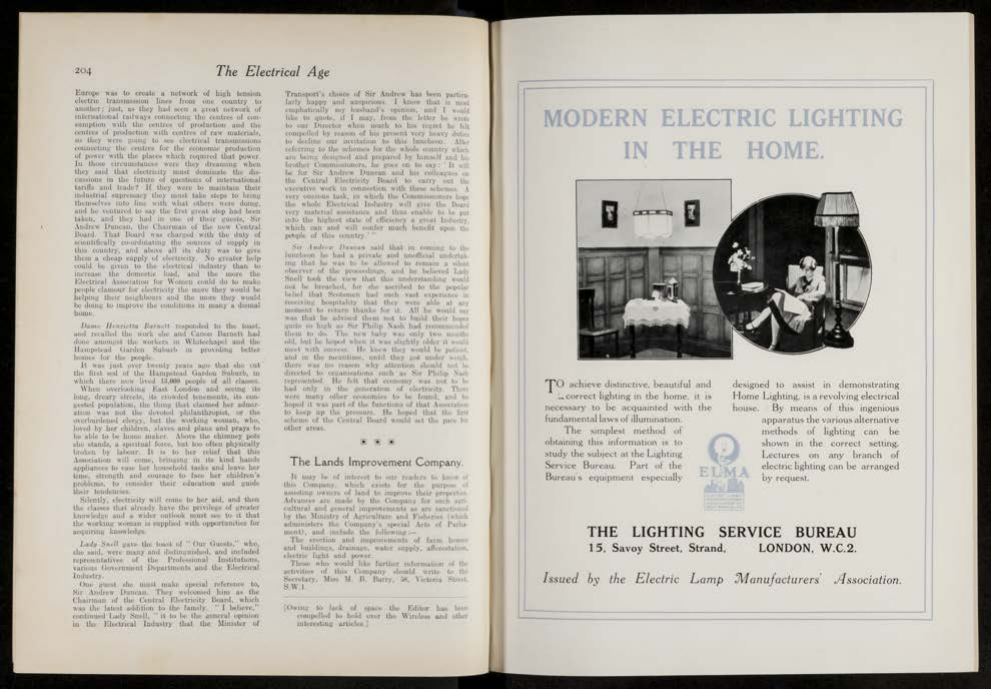 204
The Electrical Age
Europe was to create a network of high tension
electric transmission lines from one country to
another; just, as they had seen a great network of
international railways connecting the centres of con-
sumption with the centres of production and the
centres of production with centres of raw materials,
so they were going to see electrical transmissions
connecting the centres for the economic production
of power with the places which required that power.
In those circumstances were they dreaming when
they said that electricity must dominate the dis-
cussions in the future of questions of international
tariffs and trade? If they were to maintain their
industrial supremacy they must take steps to bring
themselves into line with what others were doing,
and he ventured to say the first great step had been
taken, and they had in one of their guests, Sir
Andrew Duncan, the Chairman of the new Central
Board. That Board was charged with the duty of
scientifically co-ordinating the sources of supply in
this country, and above all its duty was to give
them a cheap supply of electricity. No greater help
could be given to the electrical industry than to
increase the domestic load, and the more the
Electrical Association for Women could do to make
people clamour for electricity the more they would be
helping their neighbours and the more they would
be doing to improve the conditions in many a dismal
home.
Dame Henrietta Barnett responded to the toast,
and recalled the work she and Canon Barnett had
done amongst the workers in Whitechapel and the
Hampstead Garden Suburb in providing better
homes for the people.
It was just over twenty years ago that she cut
the first sod of the Hampstead Garden Suburb, in
which there now lived 13,000 people of all classes.
When overlooking East London and seeing its
long, dreary streets, its crowded tenements, its con-
gested population, the thing that claimed her admir-
ation was not the devoted philanthropist, or the
overburdened clergy, but the working woman, who,
loved by her children, slaves and plans and prays to
be able to be home maker. Above the chimney pots
she stands, a spiritual force, but too often physically
broken by labour. It is to her relief that this
Association will come, bringing in its kind hands
appliances to ease her household tasks and leave her
time, strength and courage to face her children's
problems, to consider their education and guide
their tendencies.
Silently, electricity will come to her aid, and then
the classes that already have the privilege of greater
knowledge and a wider outlook must see to it that
the working woman is supplied with opportunities for
acquiring knowledge.
Lady Snell gave the toast of "Our Guests," who,
she said, were many and distinguished, and included
representatives of the Professional Institutions,
various Government Departments and the Electrical
Industry.
One guest she must make special reference to,
Sir Andrew Duncan. They welcomed him as the
Chairman of the Central Electricity Board, which
was the latest addition to the family. "I believe,"
continued Lady Snell, "it to be the general opinion
in the Electrical Industry that the Minister of
Transport's choice of Sir Andrew has been particu-
larly happy and auspicious. I know that is most
emphatically my husband's opinion, and I would
like to quote, if I may, from the letter he wrote
to our Director when much to his regret he felt
compelled by reason of his present very heavy duties
to decline our invitation to this luncheon. After
referring to the schemes for the whole country which
are being designed and prepared by himself and his
brother Commissioners, he goes on to say: 'It will
be for Sir Andrew Duncan and his colleagues on
the Central Electricity Board to carry out the
executive work in connection with these schemes. A
very onerous task, in which the Commissioners hope
the whole Electrical Industry will give the Board
very material assistance and thus enable to be put
into the highest state of efficiency a great Industry,
which can and will confer much benefit upon the
people of this country.'"
Sir Andrew Duncan said that in coming to the
luncheon he had a private and unofficial undertak-
ing that he was to be allowed to remain a silent
observer of the proceedings, and he believed Lady
Snell took the view that this understanding would
not be breached, for she ascribed to the popular
belief that Scotsmen had such vast experience in
receiving hospitality that they were able at any
moment to return thanks for it. All he would say
was that he advised them not to build their hopes
quite so high as Sir Philip Nash had recommended
them to do. The new baby was only two months
old, but he hoped when it was slightly older it would
meet with success. He knew they would be patient,
and in the meantime, until they got under weigh,
there was no reason why attention should not be
directed to organisations such as Sir Philip Nash
represented. He felt that economy was not to be
had only in the generation of electricity. There
were many other economies to be found, and he
hoped it was part of the functions of that Association
to keep up the pressure. He hoped that the first
scheme of the Central Board would set the pace for
other areas.
* * *
The Lands Improvement Company.
It may be of interest to our readers to know of
this Company, which exists for the purpose of
assisting owners of land to improve their properties.
Advances are made by the Company for such agri-
cultural and general improvements as are sanctioned
by the Ministry of Agriculture and Fisheries (which
administers the Company's special Acts of Parlia-
ment), and include the following:—
The erection and improvements of farm houses
and buildings, drainage, water supply, afforestation,
electric light and power.
Those who would like further information of the
activities of this Company should write to the
Secretary, Miss M. B. Barry, 58, Victoria Street,
S.W.1.
[Owing to lack of space the Editor has been
compelled to hold over the Wireless and other
interesting articles.]
MODERN ELECTRIC LIGHTING
IN THE HOME.
TO achieve distinctive, beautiful and
correct lighting in the home, it is
necessary to be acquainted with the
fundamental laws of illumination.
The simplest method of
obtaining this information is to
study the subject at the Lighting
Service Bureau. Part of the
Bureau's equipment especially
ELMA
designed to assist in demonstrating
Home Lighting, is a revolving electrical
house. By means of this ingenious
apparatus the various alternative
methods of lighting can be
shown in the correct setting.
Lectures on any branch of
electric lighting can be arranged
by request.
THE LIGHTING SERVICE BUREAU
15, Savoy Street, Strand, LONDON, W.C.2.
Issued by the Electric Lamp Manufacturers' Association.